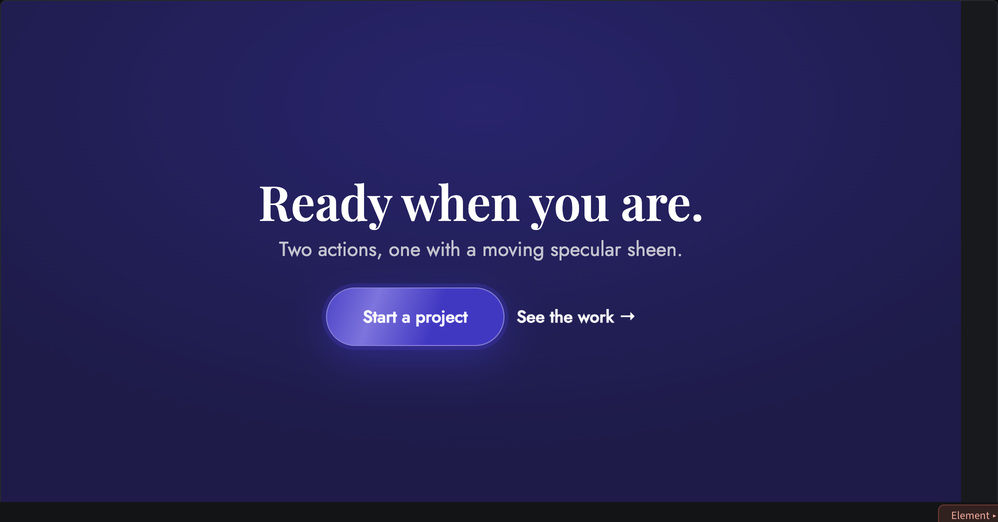 Ready when you are.
Two actions, one with a moving specular sheen.
Start a project
See the work →
Element ▸